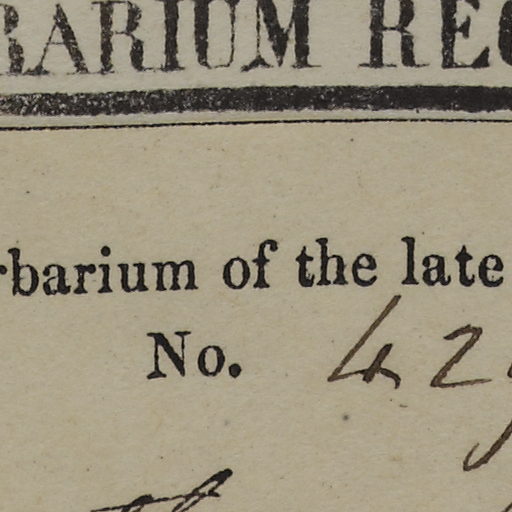 RARIUM RE
rbarium of the late
No. 42